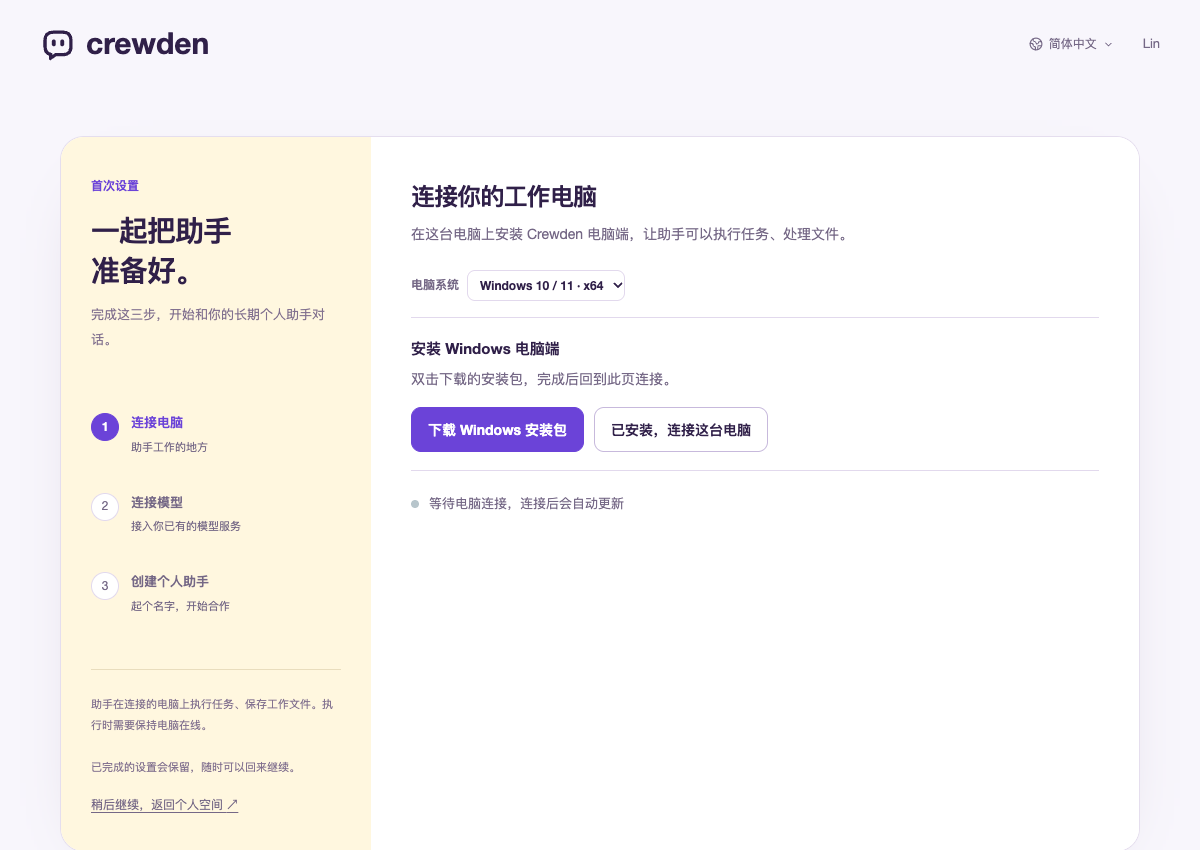 crewden
简体中文
Lin
首次设置
一起把助手
准备好。
完成这三步，开始和你的长期个人助手对
话。
1
连接电脑
助手工作的地方
2
连接模型
接入你已有的模型服务
3
创建个人助手
起个名字，开始合作
助手在连接的电脑上执行任务、保存工作文件。执
行时需要保持电脑在线。
已完成的设置会保留，随时可以回来继续。
稍后继续，返回个人空间 ↗
连接你的工作电脑
在这台电脑上安装 Crewden 电脑端，让助手可以执行任务、处理文件。
电脑系统 Windows 10 / 11 · x64
安装 Windows 电脑端
双击下载的安装包，完成后回到此页连接。
下载 Windows 安装包 已安装，连接这台电脑
等待电脑连接，连接后会自动更新